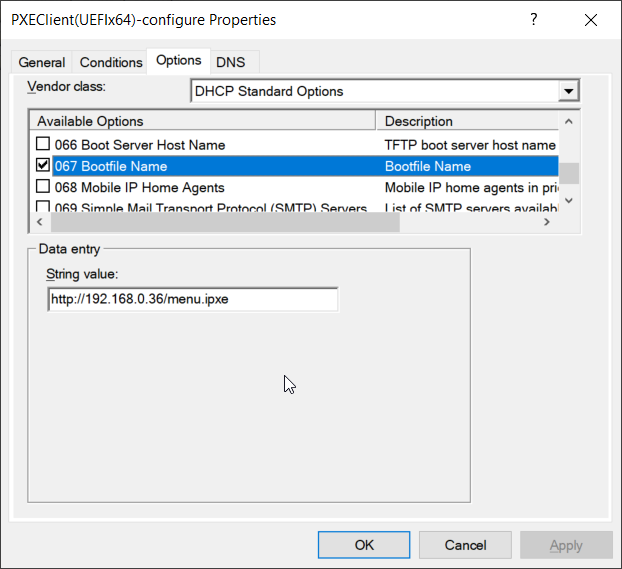 PXEClient(UEFIx64)-configure Properties
General Conditions Options DNS
Vendor class: DHCP Standard Options
Available Options Description
066 Boot Server Host Name TFTP boot server host name
067 Bootfile Name Bootfile Name
068 Mobile IP Home Agents Mobile IP home agents in pri
069 Simple Mail Transport Protocol (SMTP) Servers List of SMTP servers availabl
Data entry
String value:
http://192.168.0.36/menu.ipxe
OK Cancel Apply